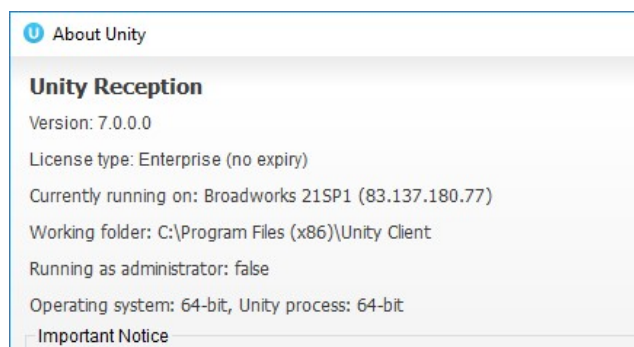 U About Unity
Unity Reception
Version: 7.0.0.0
License type: Enterprise (no expiry)
Currently running on: Broadworks 21SP1 (83.137.180.77)
Working folder: C:\Program Files (x86)\Unity Client
Running as administrator: false
Operating system: 64-bit, Unity process: 64-bit
Important Notice